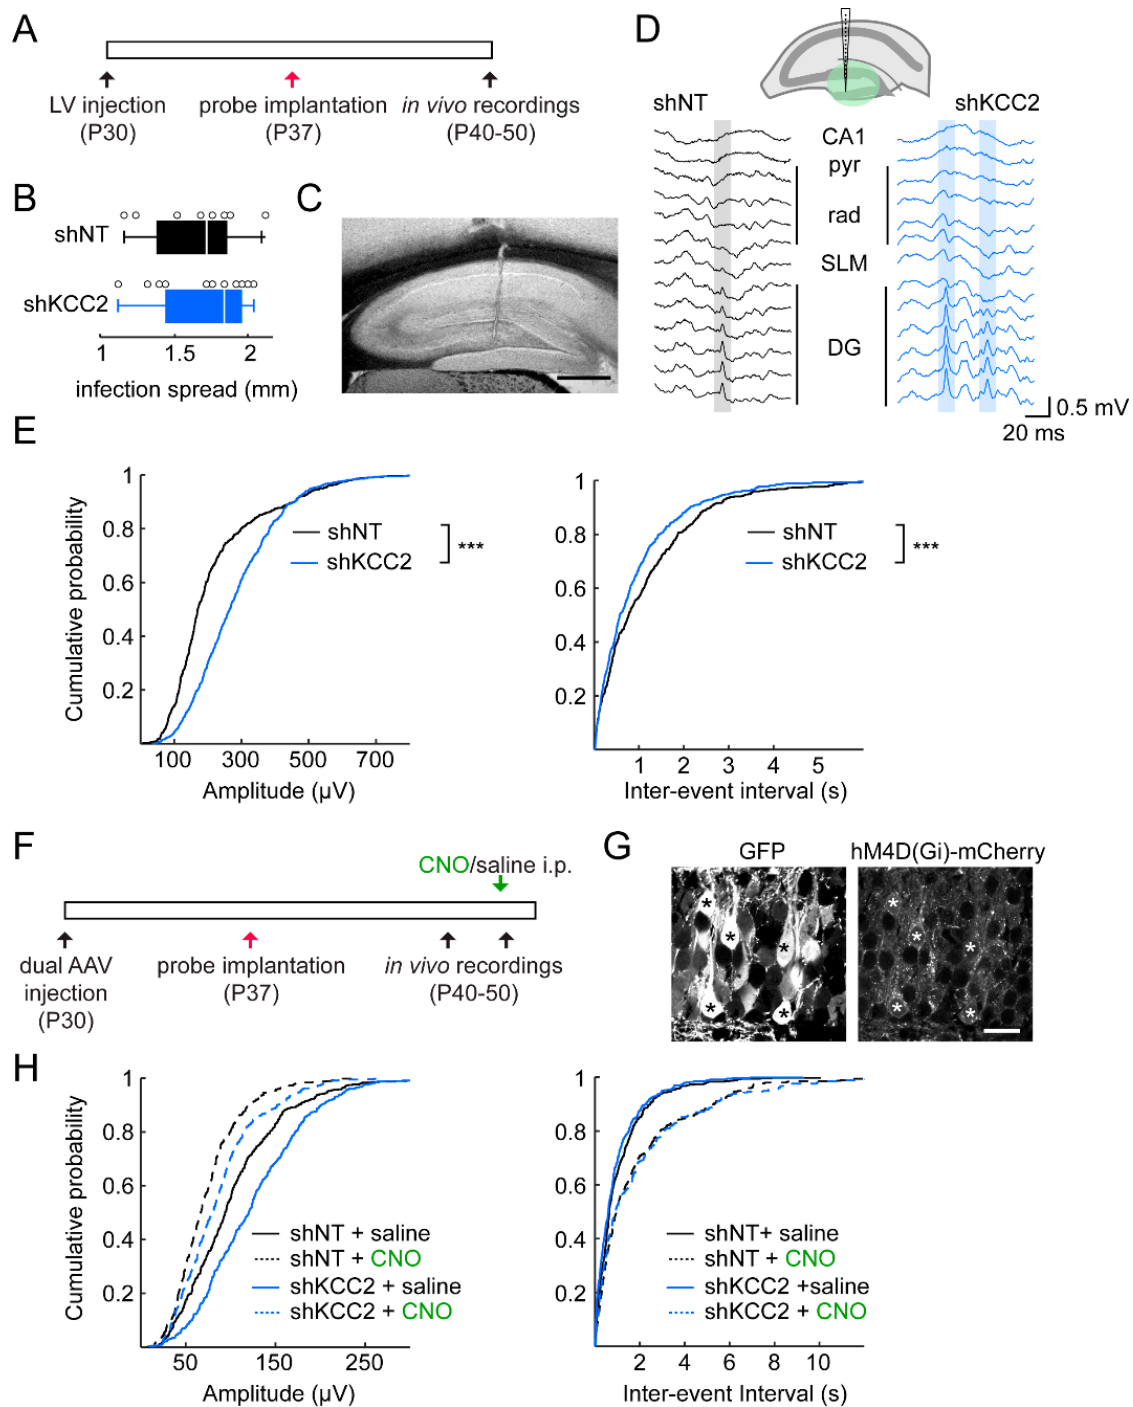 A
LV injection
(P30)
probe implantation
(P37)
in vivo recordings
(P40-50)
B
shNT
shKCC2
1 1.5 2
infection spread (mm)
C
D
shNT
shKCC2
CA1
pyr
rad
SLM
DG
0.5 mV
20 ms
E
Cumulative probability
1
0.8
0.6
0.4
0.2
100 300 500 700
Amplitude (µV)
shNT
shKCC2
***
1
0.8
0.6
0.4
0.2
1 2 3 4 5
Inter-event interval (s)
shNT
shKCC2
***
F
CNO/saline i.p.
dual AAV
injection
(P30)
probe implantation
(P37)
in vivo recordings
(P40-50)
G
GFP
hM4D(Gi)-mCherry
* * * * *
* * * * *
H
Cumulative probability
1
0.8
0.6
0.4
0.2
50 150 250
Amplitude (µV)
shNT + saline
shNT + CNO
shKCC2 + saline
shKCC2 + CNO
1
0.8
0.6
0.4
0.2
2 4 6 8 10
Inter-event Interval (s)
shNT+ saline
shNT + CNO
shKCC2 +saline
shKCC2 + CNO